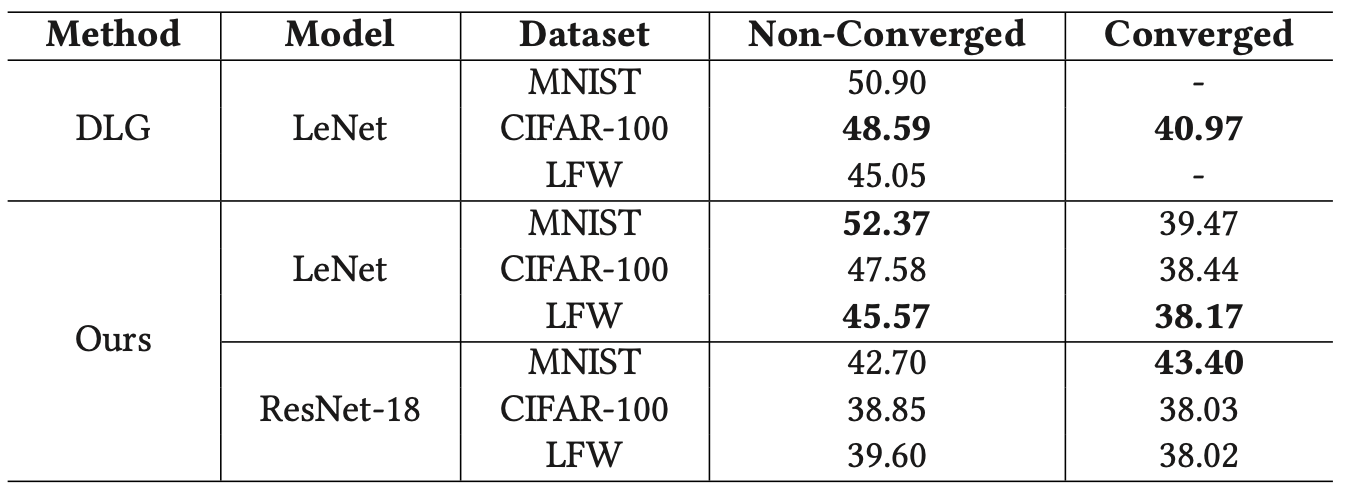 Method Model Dataset Non-Converged Converged
MNIST 50.90 -
DLG LeNet CIFAR-100 48.59 40.97
LFW 45.05 -
MNIST 52.37 39.47
LeNet CIFAR-100 47.58 38.44
LFW 45.57 38.17
Ours
MNIST 42.70 43.40
ResNet-18 CIFAR-100 38.85 38.03
LFW 39.60 38.02